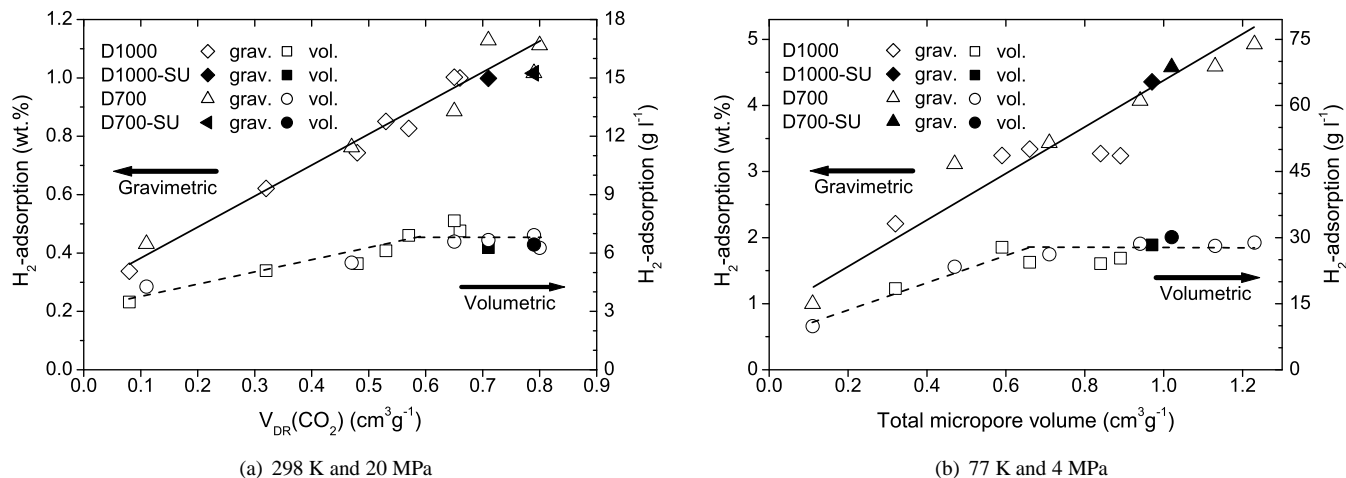 1.2
1.0
0.8
0.6
0.4
0.2
0.0
H2-adsorption (wt.%)
D1000 grav. vol.
D1000-SU grav. vol.
D700 grav. vol.
D700-SU grav. vol.
Gravimetric
Volumetric
18
15
12
9
6
3
0
H2-adsorption (g l-1)
0.0 0.1 0.2 0.3 0.4 0.5 0.6 0.7 0.8 0.9
VDR(CO2) (cm3g-1)
(a) 298 K and 20 MPa
5
4
3
2
1
0
H2-adsorption (wt.%)
D1000 grav. vol.
D1000-SU grav. vol.
D700 grav. vol.
D700-SU grav. vol.
Gravimetric
Volumetric
75
60
45
30
15
0
H2-adsorption (g l-1)
0.0 0.2 0.4 0.6 0.8 1.0 1.2
Total micropore volume (cm3g-1)
(b) 77 K and 4 MPa